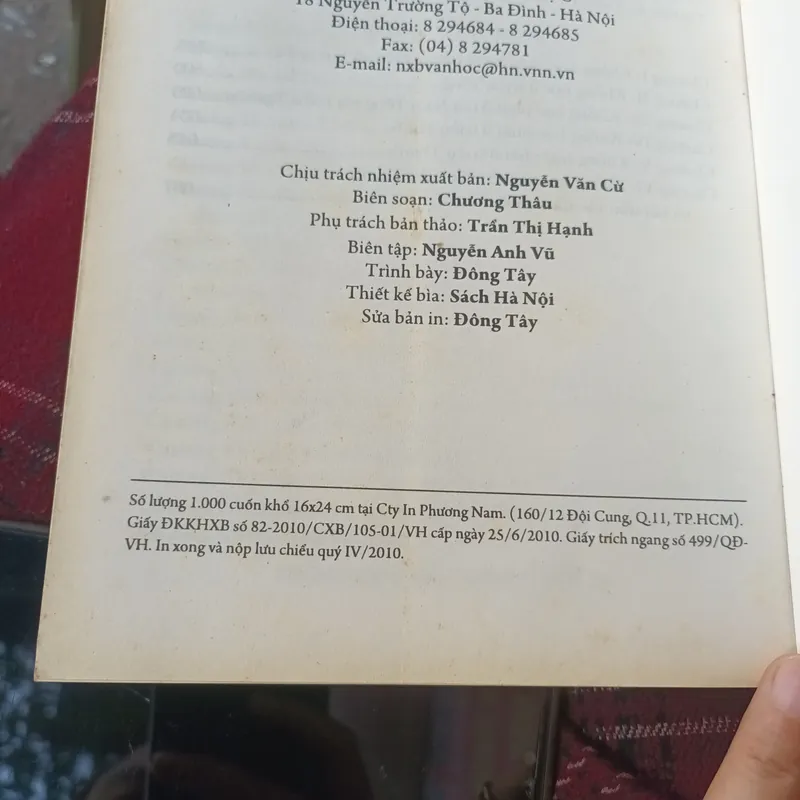 18 Nguyễn Trường Tộ - Ba Đình - Hà Nội
Điện thoại: 8 294684 - 8 294685
Fax: (04) 8 294781
E-mail: nxbvanhoc@hn.vnn.vn
Chịu trách nhiệm xuất bản: Nguyễn Văn Cừ
Biên soạn: Chương Thâu
Phụ trách bản thảo: Trần Thị Hạnh
Biên tập: Nguyễn Anh Vũ
Trình bày: Đông Tây
Thiết kế bìa: Sách Hà Nội
Sửa bản in: Đông Tây
Số lượng 1.000 cuốn khổ 16x24 cm tại Cty In Phương Nam. (160/12 Đội Cung, Q.11, TP.HCM).
Giấy ĐKKHXB số 82-2010/CXB/105-01/VH cấp ngày 25/6/2010. Giấy trích ngang số 499/QĐ-
VH. In xong và nộp lưu chiểu quý IV/2010.